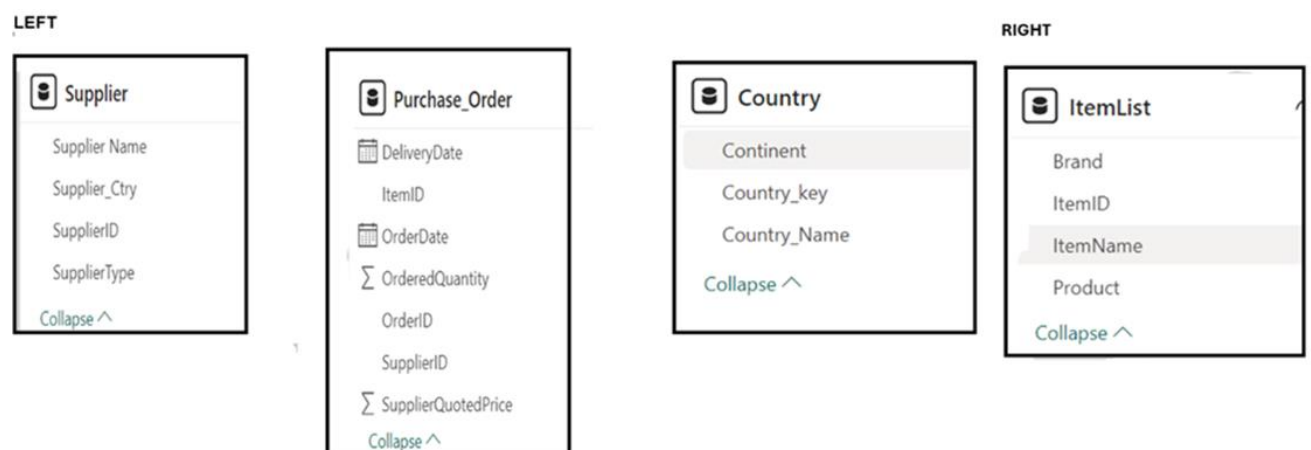 LEFT
Supplier
Supplier Name
Supplier_Ctry
SupplierID
SupplierType
Collapse
Purchase_Order
DeliveryDate
ItemID
OrderDate
∑ OrderedQuantity
OrderID
SupplierID
∑ SupplierQuotedPrice
Collapse
Country
Continent
Country_key
Country_Name
Collapse
RIGHT
ItemList
Brand
ItemID
ItemName
Product
Collapse